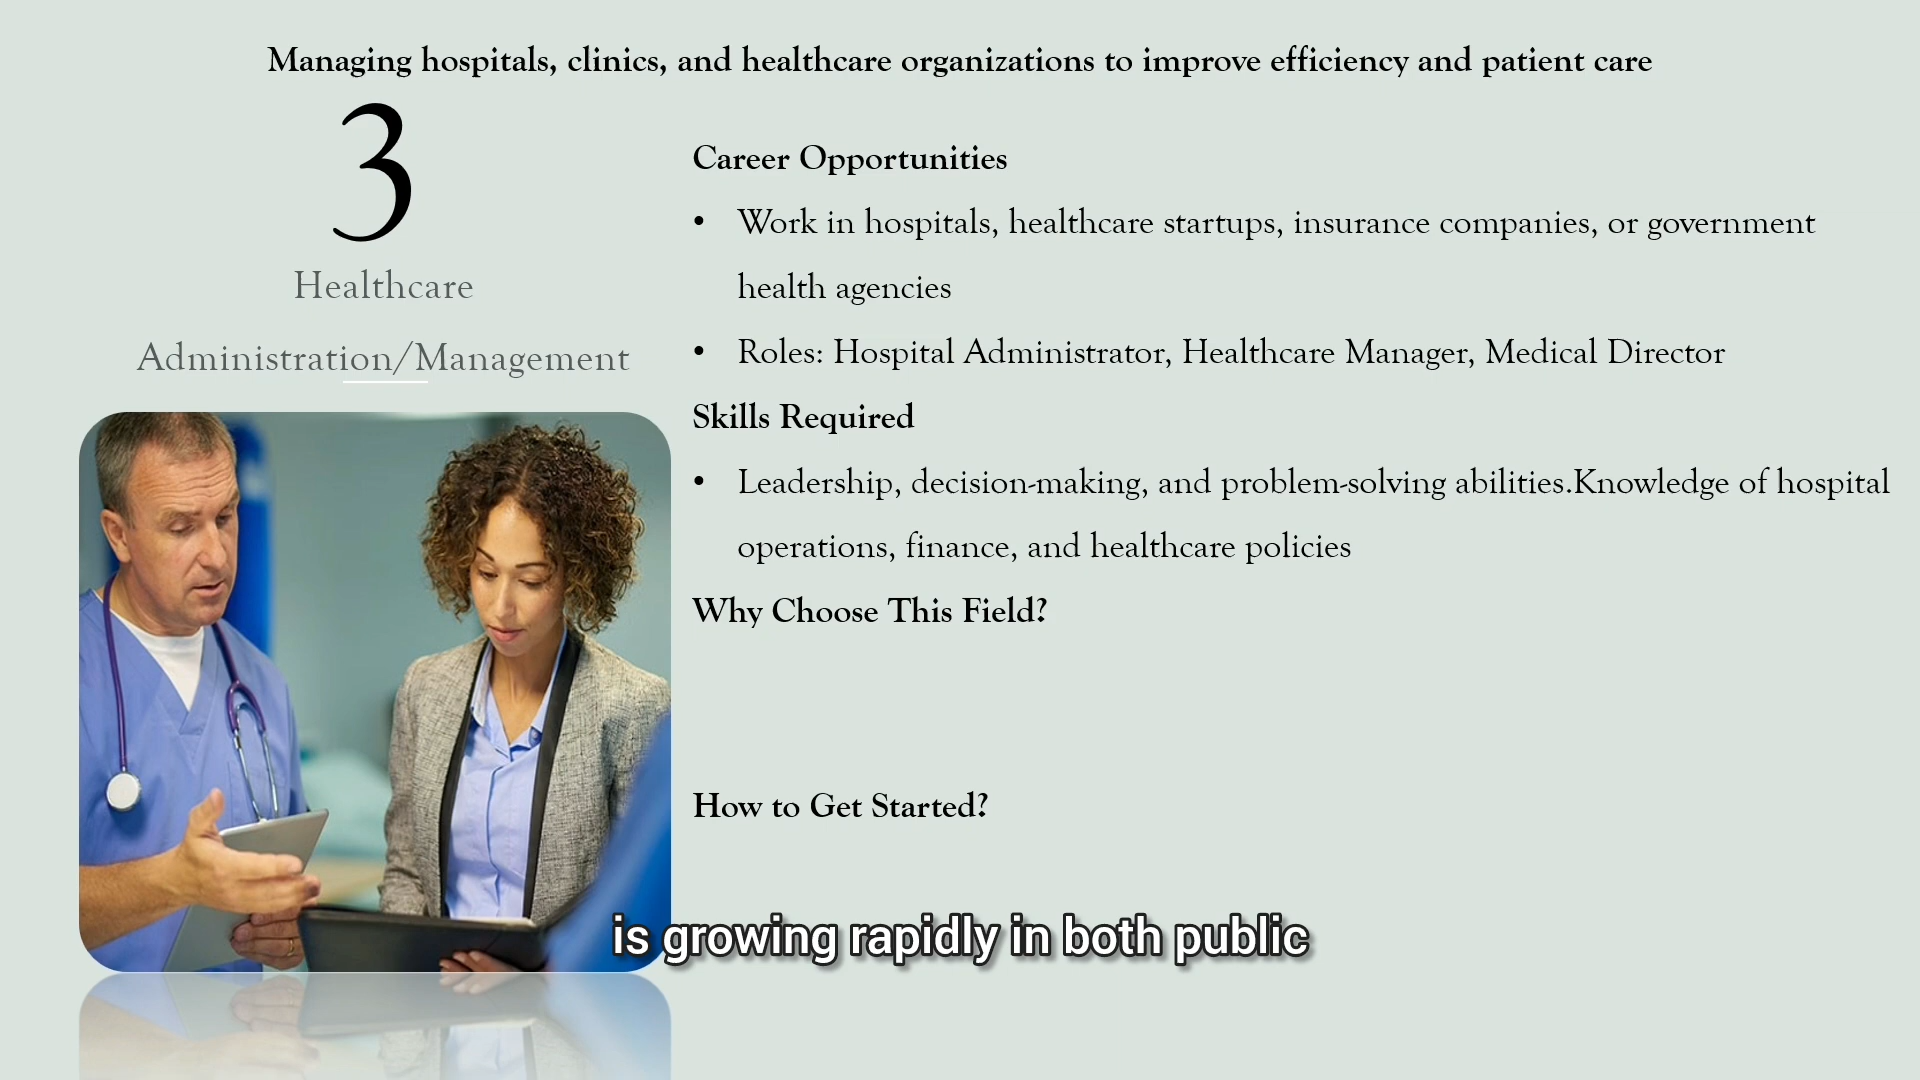 Managing hospitals, clinics, and healthcare organizations to improve efficiency and patient care
3
Healthcare
Administration/Management
Career Opportunities
• Work in hospitals, healthcare startups, insurance companies, or government
health agencies
• Roles: Hospital Administrator, Healthcare Manager, Medical Director
Skills Required
• Leadership, decision-making, and problem-solving abilities.Knowledge of hospital
operations, finance, and healthcare policies
Why Choose This Field?
How to Get Started?
is growing rapidly in both public